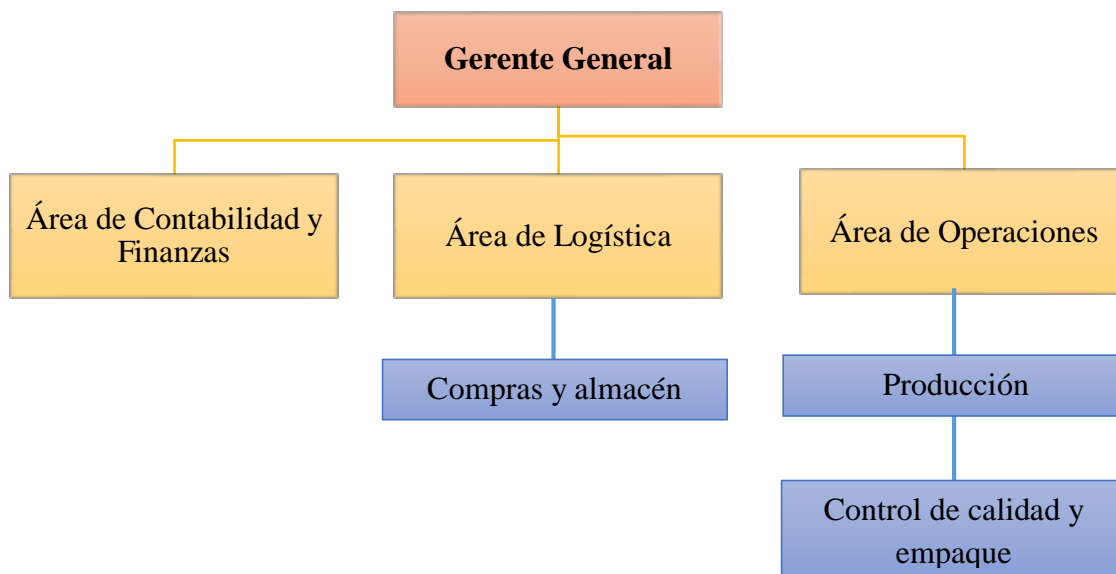 Gerente General
Área de Contabilidad y
Finanzas
Área de Logística
Área de Operaciones
Compras y almacén
Producción
Control de calidad y
empaque